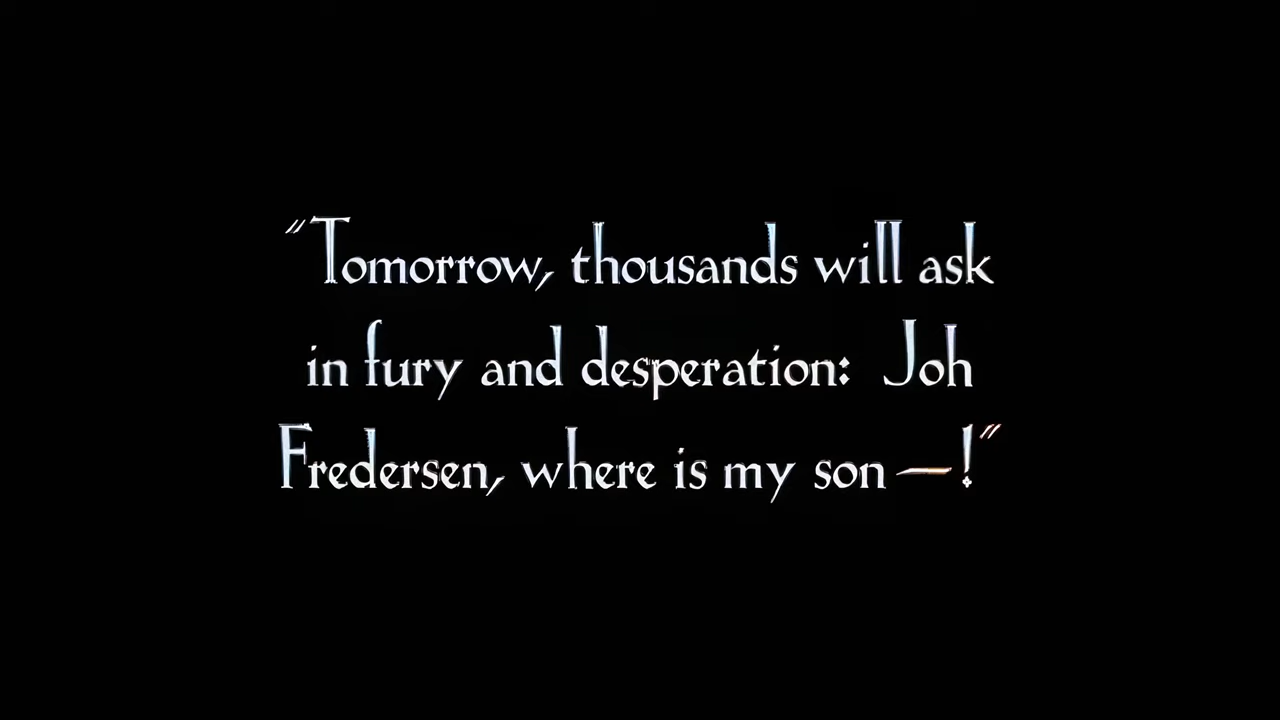 "Tomorrow, thousands will ask
in fury and desperation: Joh
Fredersen, where is my son—!"